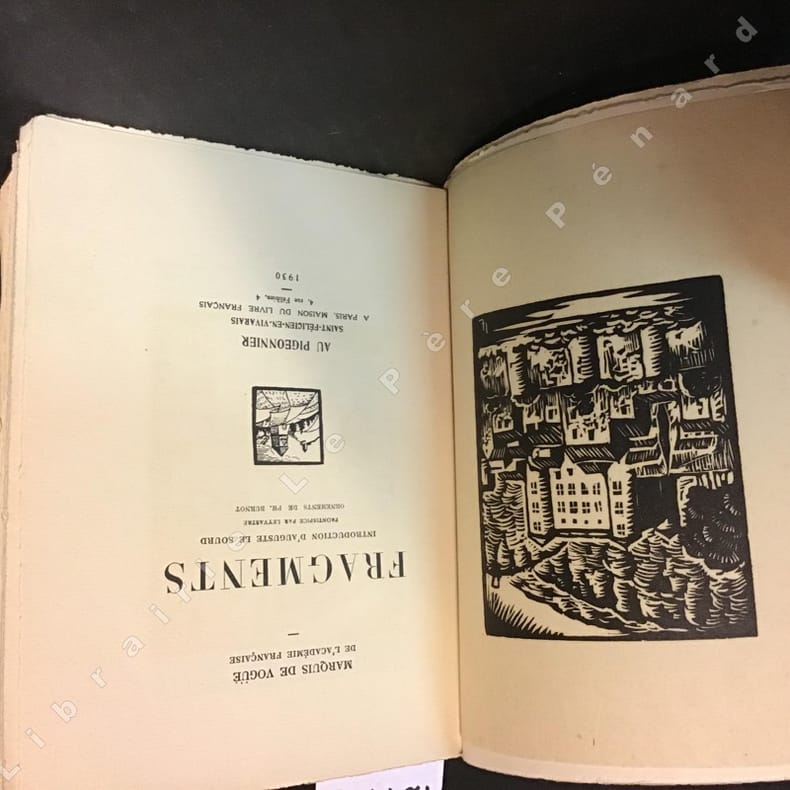 MARQUIS DE VOGÜÉ
DE L'ACADÉMIE FRANÇAISE
FRAGMENTS
INTRODUCTION D'AUGUSTE LE SOURD
FRONTISPICE PAR LETTARTRE
ORNEMENTS DE PH. BURNOT
AU PIGEONNIER
SAINT-FÉLICIEN-EN-VIVARAIS
A PARIS. MAISON DU LIVRE FRANÇAIS
4, rue Félibien, 4
1930
Librairie Le Père Pénard